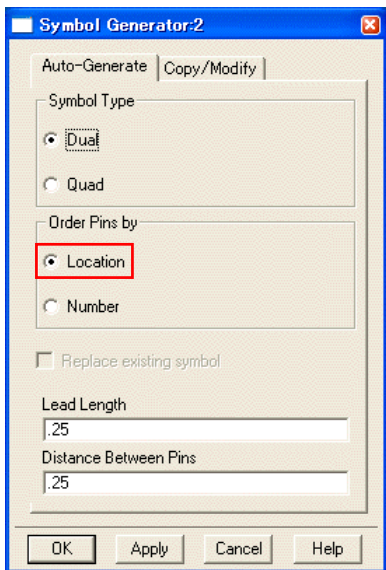 Symbol Generator:2
Auto-Generate
Copy/Modify
Symbol Type
Dual
Quad
Order Pins by
Location
Number
Replace existing symbol
Lead Length
.25
Distance Between Pins
.25
OK Apply Cancel Help